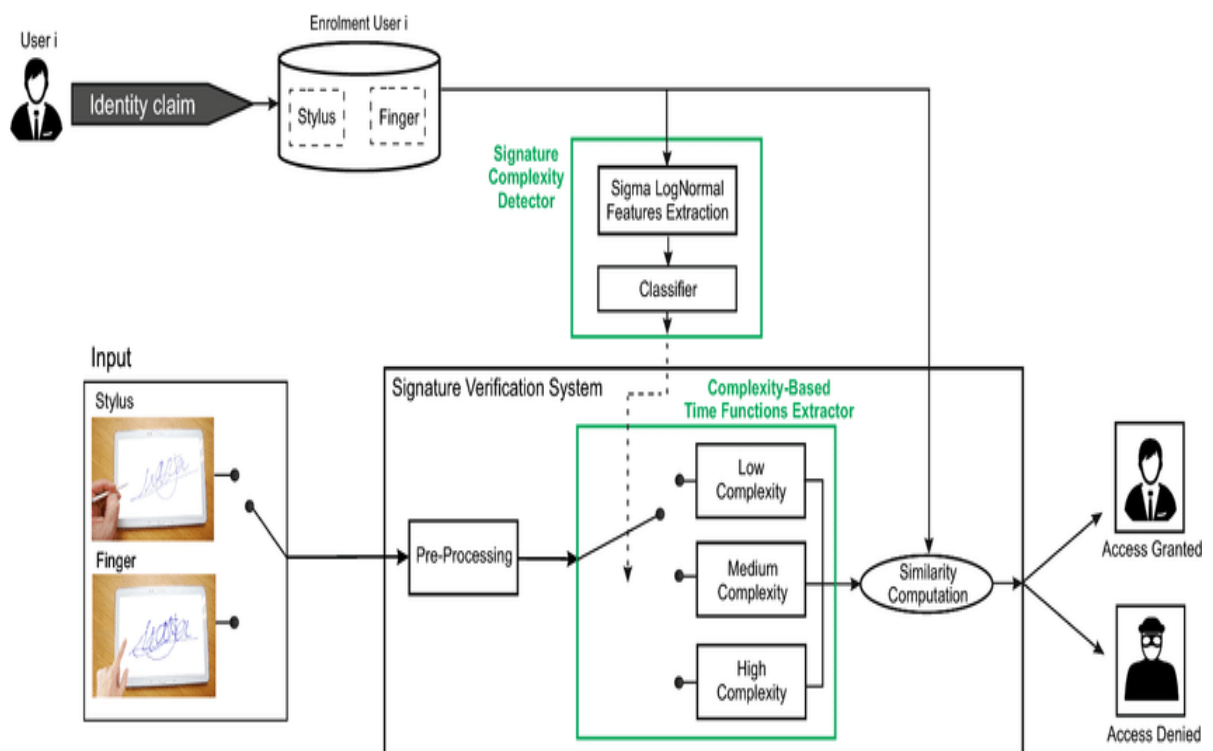 Enrolment User i
User i
Identity claim
Stylus
Finger
Signature
Complexity
Detector
Sigma LogNormal
Features Extraction
Classifier
Input
Stylus
Finger
Signature Verification System
Complexity-Based
Time Functions Extractor
Pre-Processing
Low
Complexity
Medium
Complexity
High
Complexity
Similarity
Computation
Access Granted
Access Denied